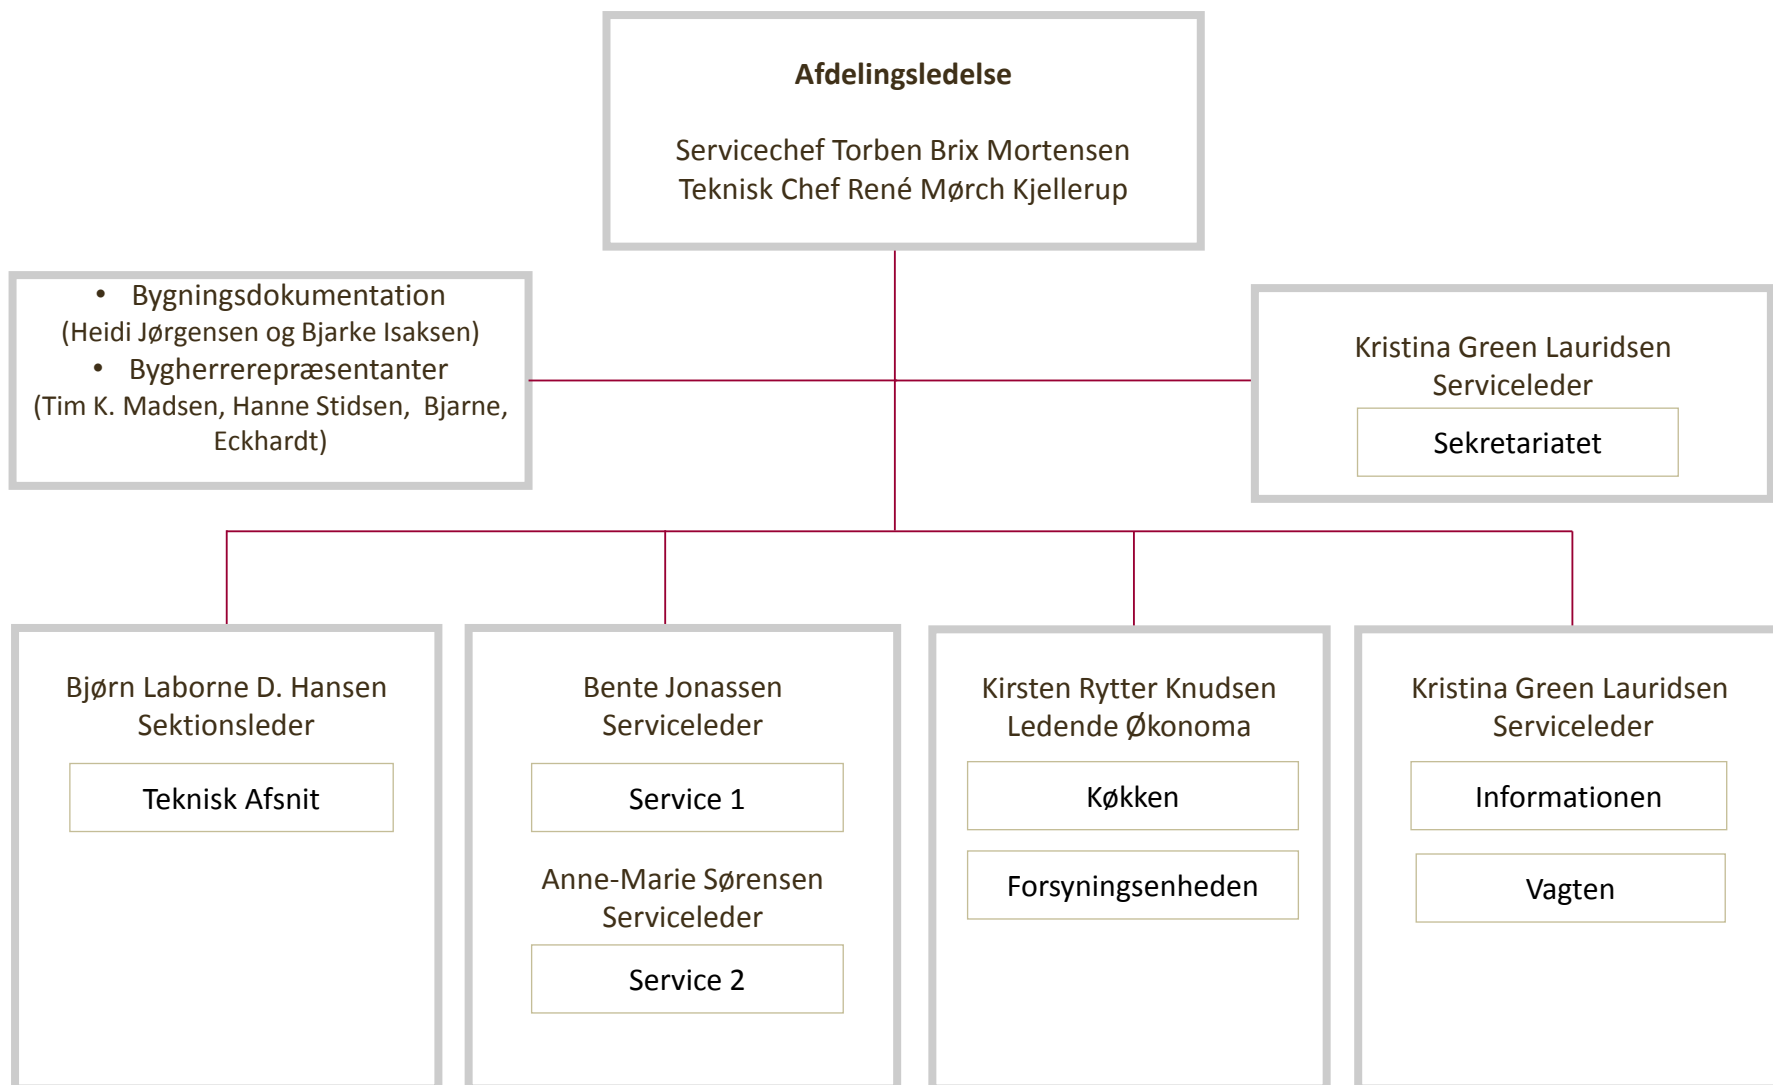 Afdelingsledelse
Servicechef Torben Brix Mortensen
Teknisk Chef René Mørch Kjellerup
• Bygningsdokumentation
(Heidi Jørgensen og Bjarke Isaksen)
• Bygherrerepræsentanter
(Tim K. Madsen, Hanne Stidsen, Bjarne,
Eckhardt)
Kristina Green Lauridsen
Serviceleder
Sekretariatet
Bjørn Laborne D. Hansen
Sektionsleder
Teknisk Afsnit
Bente Jonassen
Serviceleder
Service 1
Anne-Marie Sørensen
Serviceleder
Service 2
Kirsten Rytter Knudsen
Ledende Økonoma
Køkken
Forsyningsenheden
Kristina Green Lauridsen
Serviceleder
Informationen
Vagten